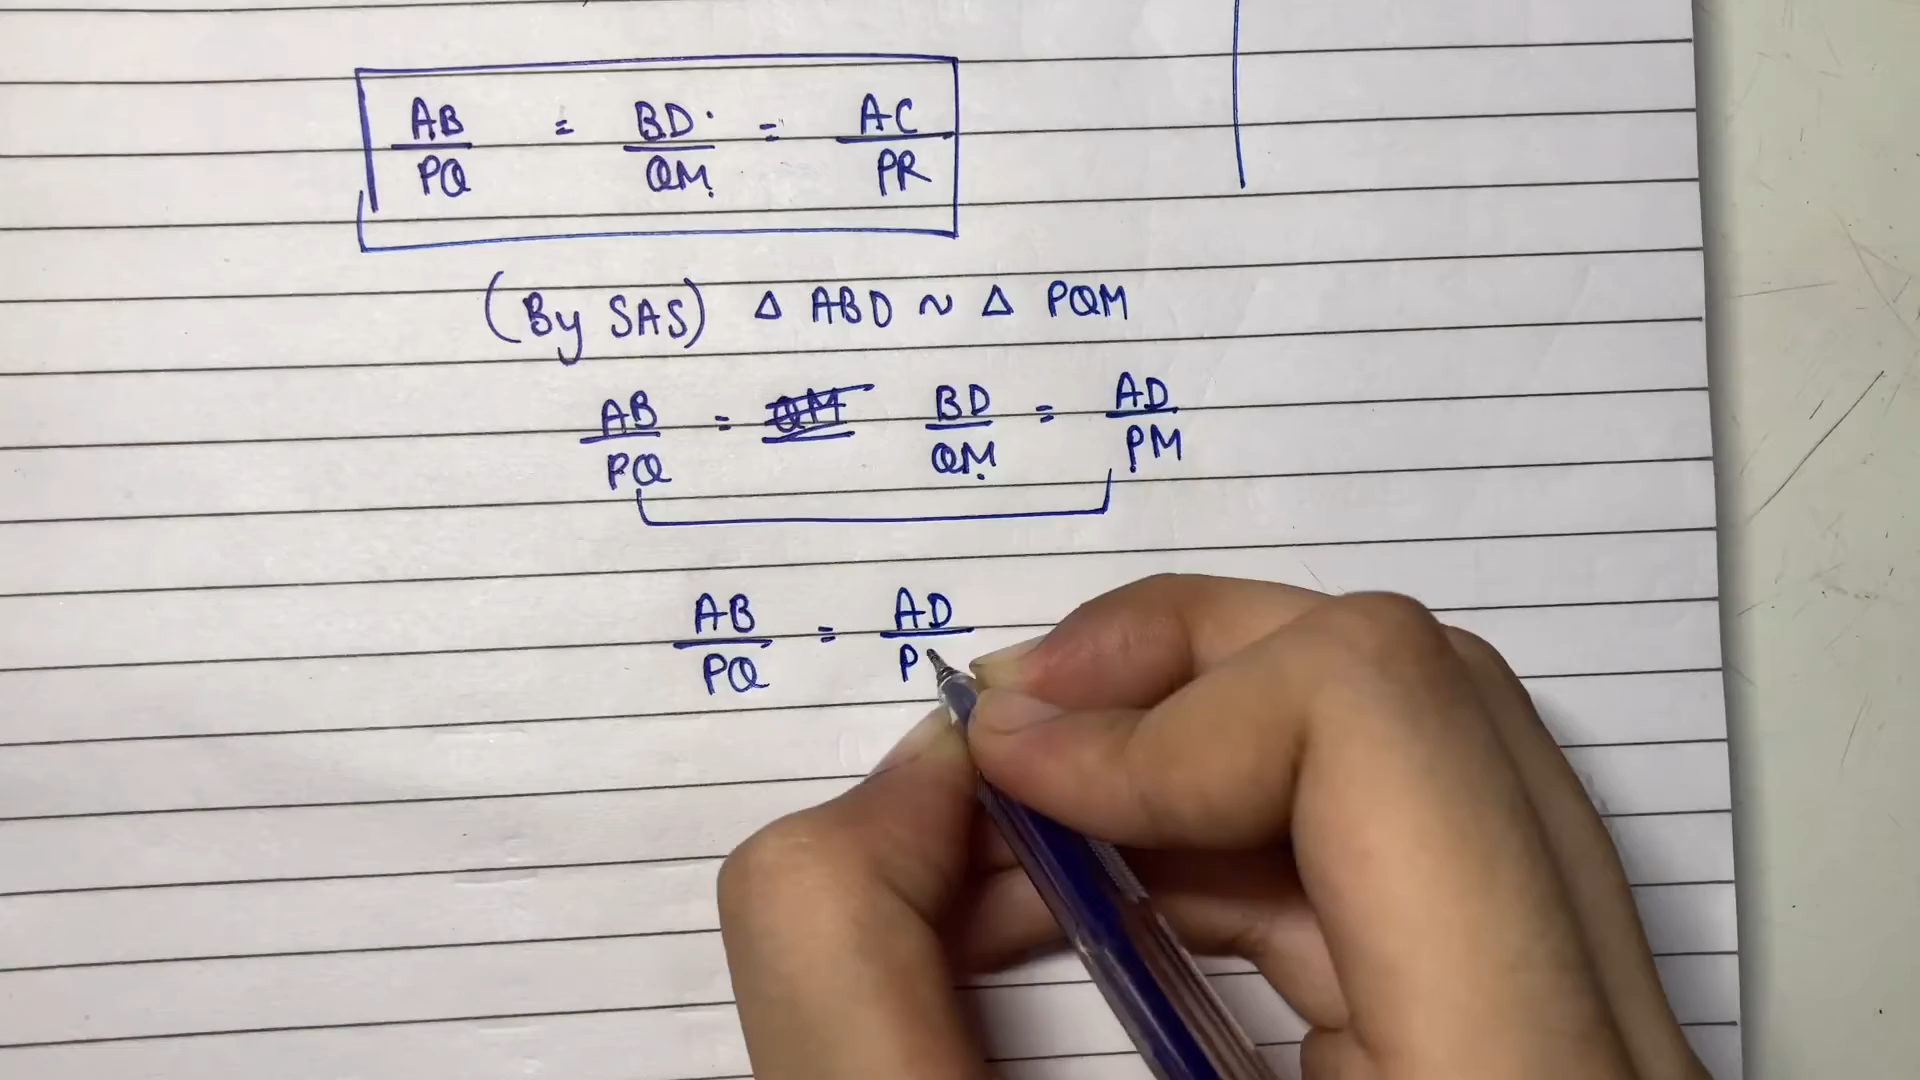 AB = BD = AC
PQ QM PR
(By SAS) Δ ABD ~ Δ PQM
AB = BD = AD
PQ QM PM
AB = AD
PQ P